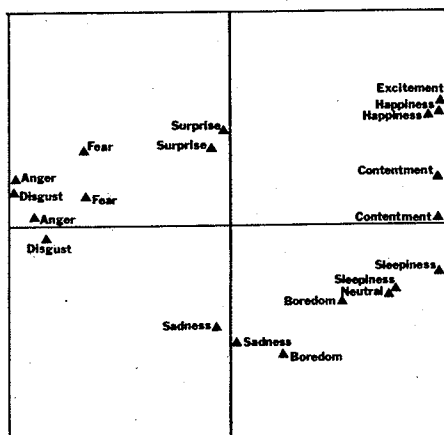 Excitement
Happiness
Happiness
Surprise
Surprise
Fear
Contentment
Anger
Disgust
Fear
Contentment
Anger
Disgust
Sleepiness
Sleepiness
Neutral
Boredom
Sadness
Sadness
Boredom